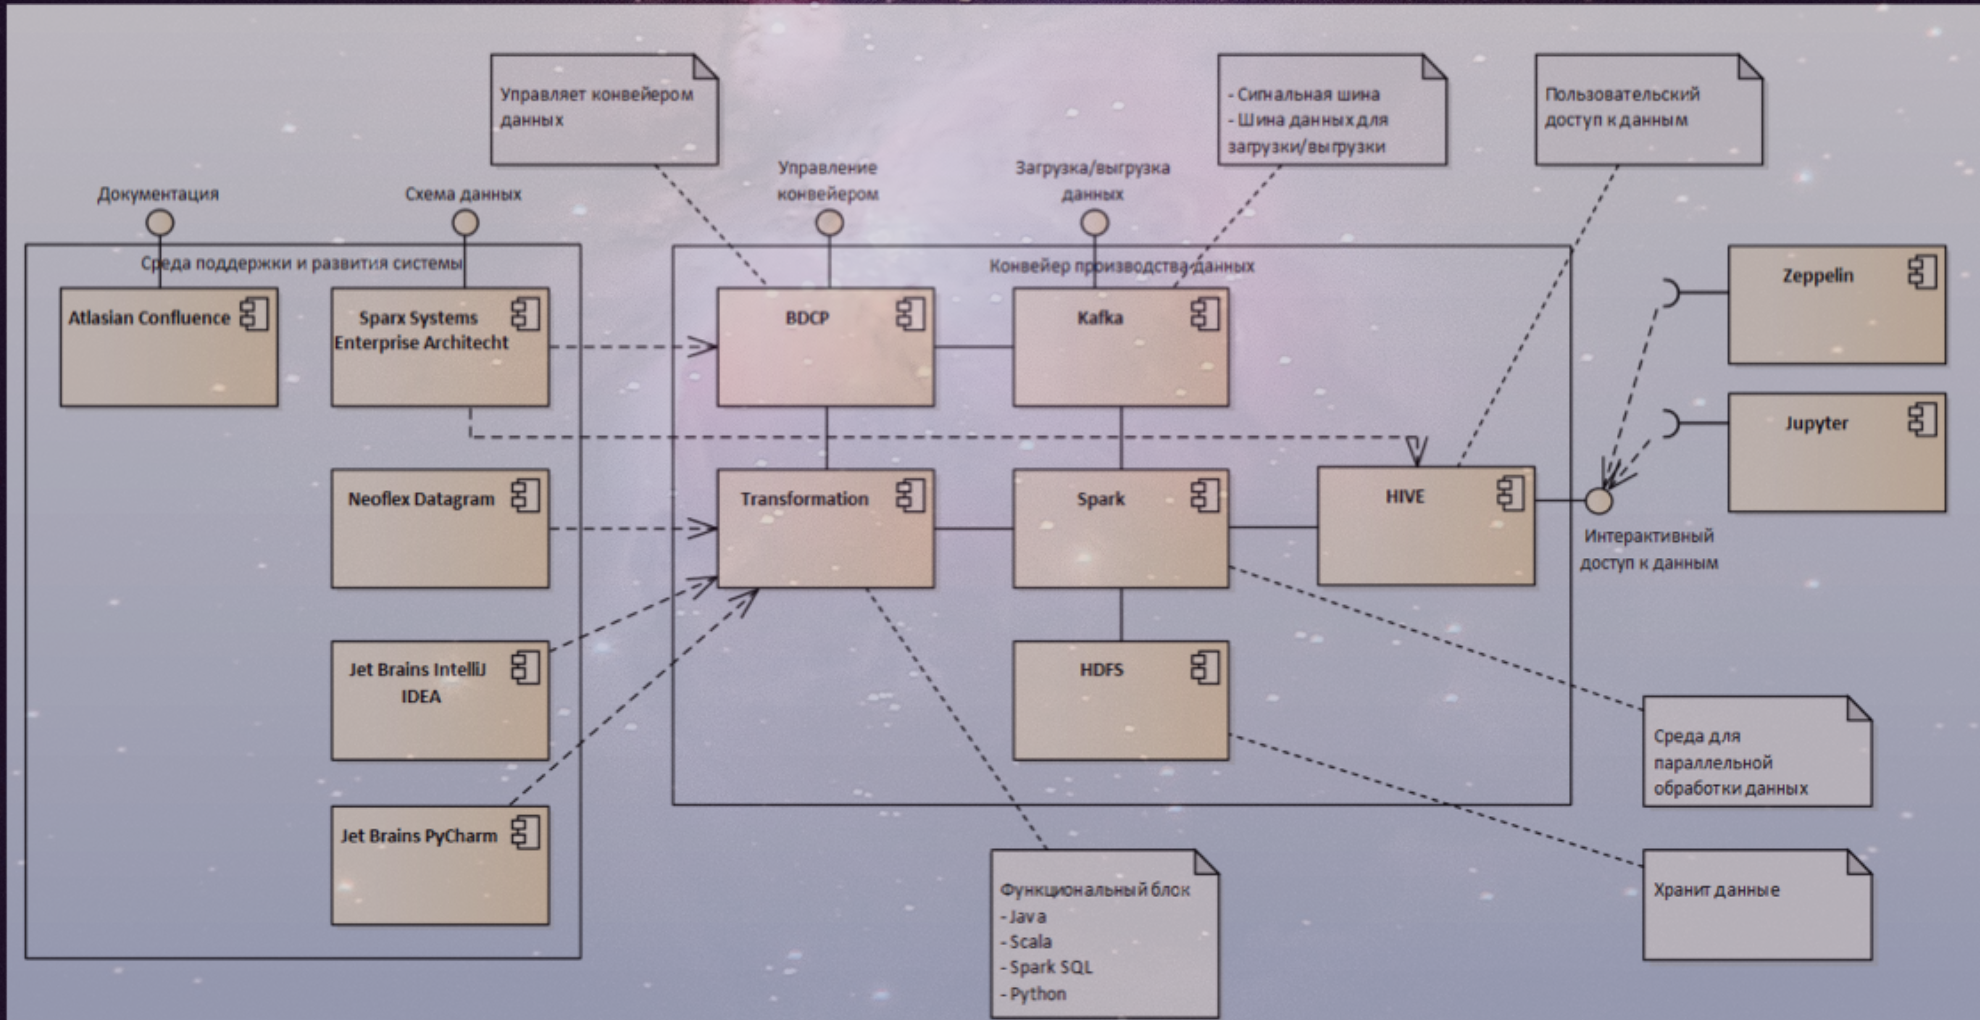 Управляет конвейером
данных
- Сигнальная шина
- Шина данных для
загрузки/выгрузки
Пользовательский
доступ к данным
Документация
Схема данных
Управление
конвейером
Загрузка/выгрузка
данных
Среда поддержки и развития системы
Конвейер производства данных
Atlasian Confluence
Sparx Systems
Enterprise Architecht
BDCP
Kafka
Zeppelin
Jupyter
Neoflex Datagram
Transformation
Spark
HIVE
Интерактивный
доступ к данным
Jet Brains IntelliJ
IDEA
HDFS
Среда для
параллельной
обработки данных
Jet Brains PyCharm
Функциональный блок
- Java
- Scala
- Spark SQL
- Python
Хранит данные